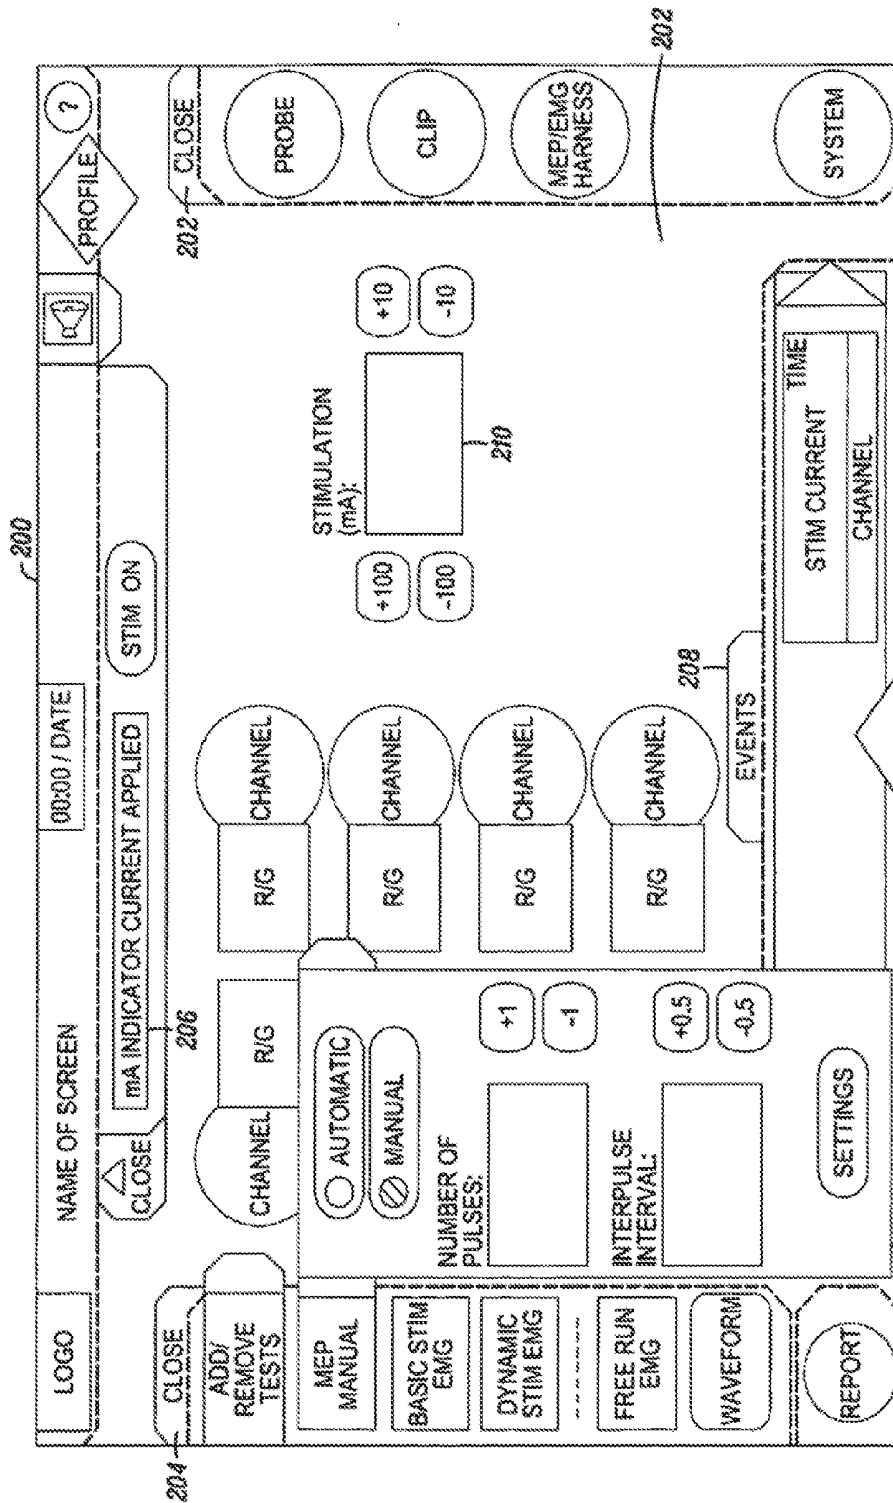 200
LOGO
NAME OF SCREEN
00:00 / DATE
PROFILE
?
CLOSE
mA INDICATOR CURRENT APPLIED
STIM ON
206
204
CLOSE
ADD/
REMOVE
TESTS
MEP
MANUAL
BASIC STIM
EMG
DYNAMIC
STIM EMG
FREE RUN
EMG
WAVEFORM
REPORT
CHANNEL
R/G
AUTOMATIC
MANUAL
NUMBER OF
PULSES:
+1
-1
INTERPULSE
INTERVAL:
+0.5
-0.5
SETTINGS
R/G
CHANNEL
R/G
CHANNEL
R/G
CHANNEL
R/G
CHANNEL
STIMULATION
(mA):
+100
-100
+10
-10
210
208
EVENTS
TIME
STIM CURRENT
CHANNEL
202
CLOSE
PROBE
CLIP
MEP/EMG
HARNESS
SYSTEM
202